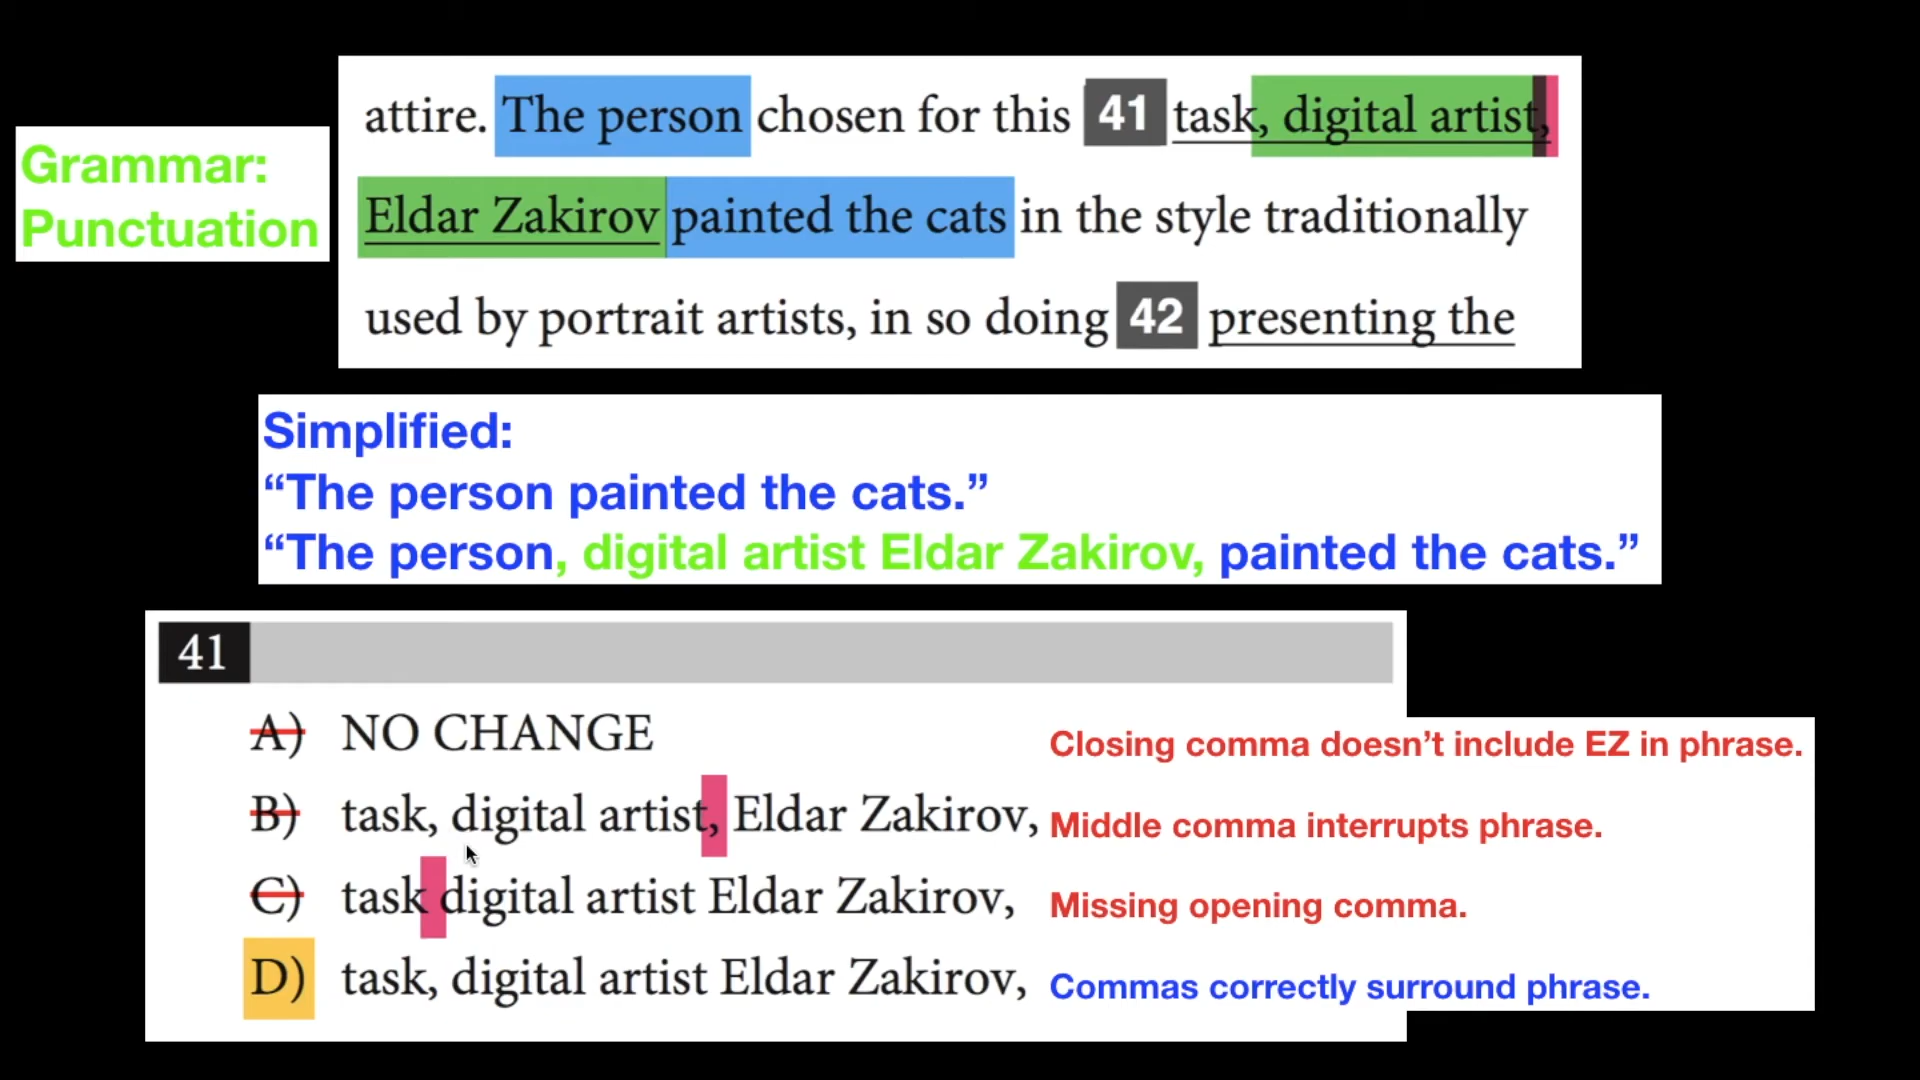 Grammar:
Punctuation
attire. The person chosen for this 41 task, digital artist,
Eldar Zakirov painted the cats in the style traditionally
used by portrait artists, in so doing 42 presenting the
Simplified:
“The person painted the cats.”
“The person, digital artist Eldar Zakirov, painted the cats.”
41
A) NO CHANGE Closing comma doesn’t include EZ in phrase.
B) task, digital artist, Eldar Zakirov, Middle comma interrupts phrase.
C) task digital artist Eldar Zakirov, Missing opening comma.
D) task, digital artist Eldar Zakirov, Commas correctly surround phrase.